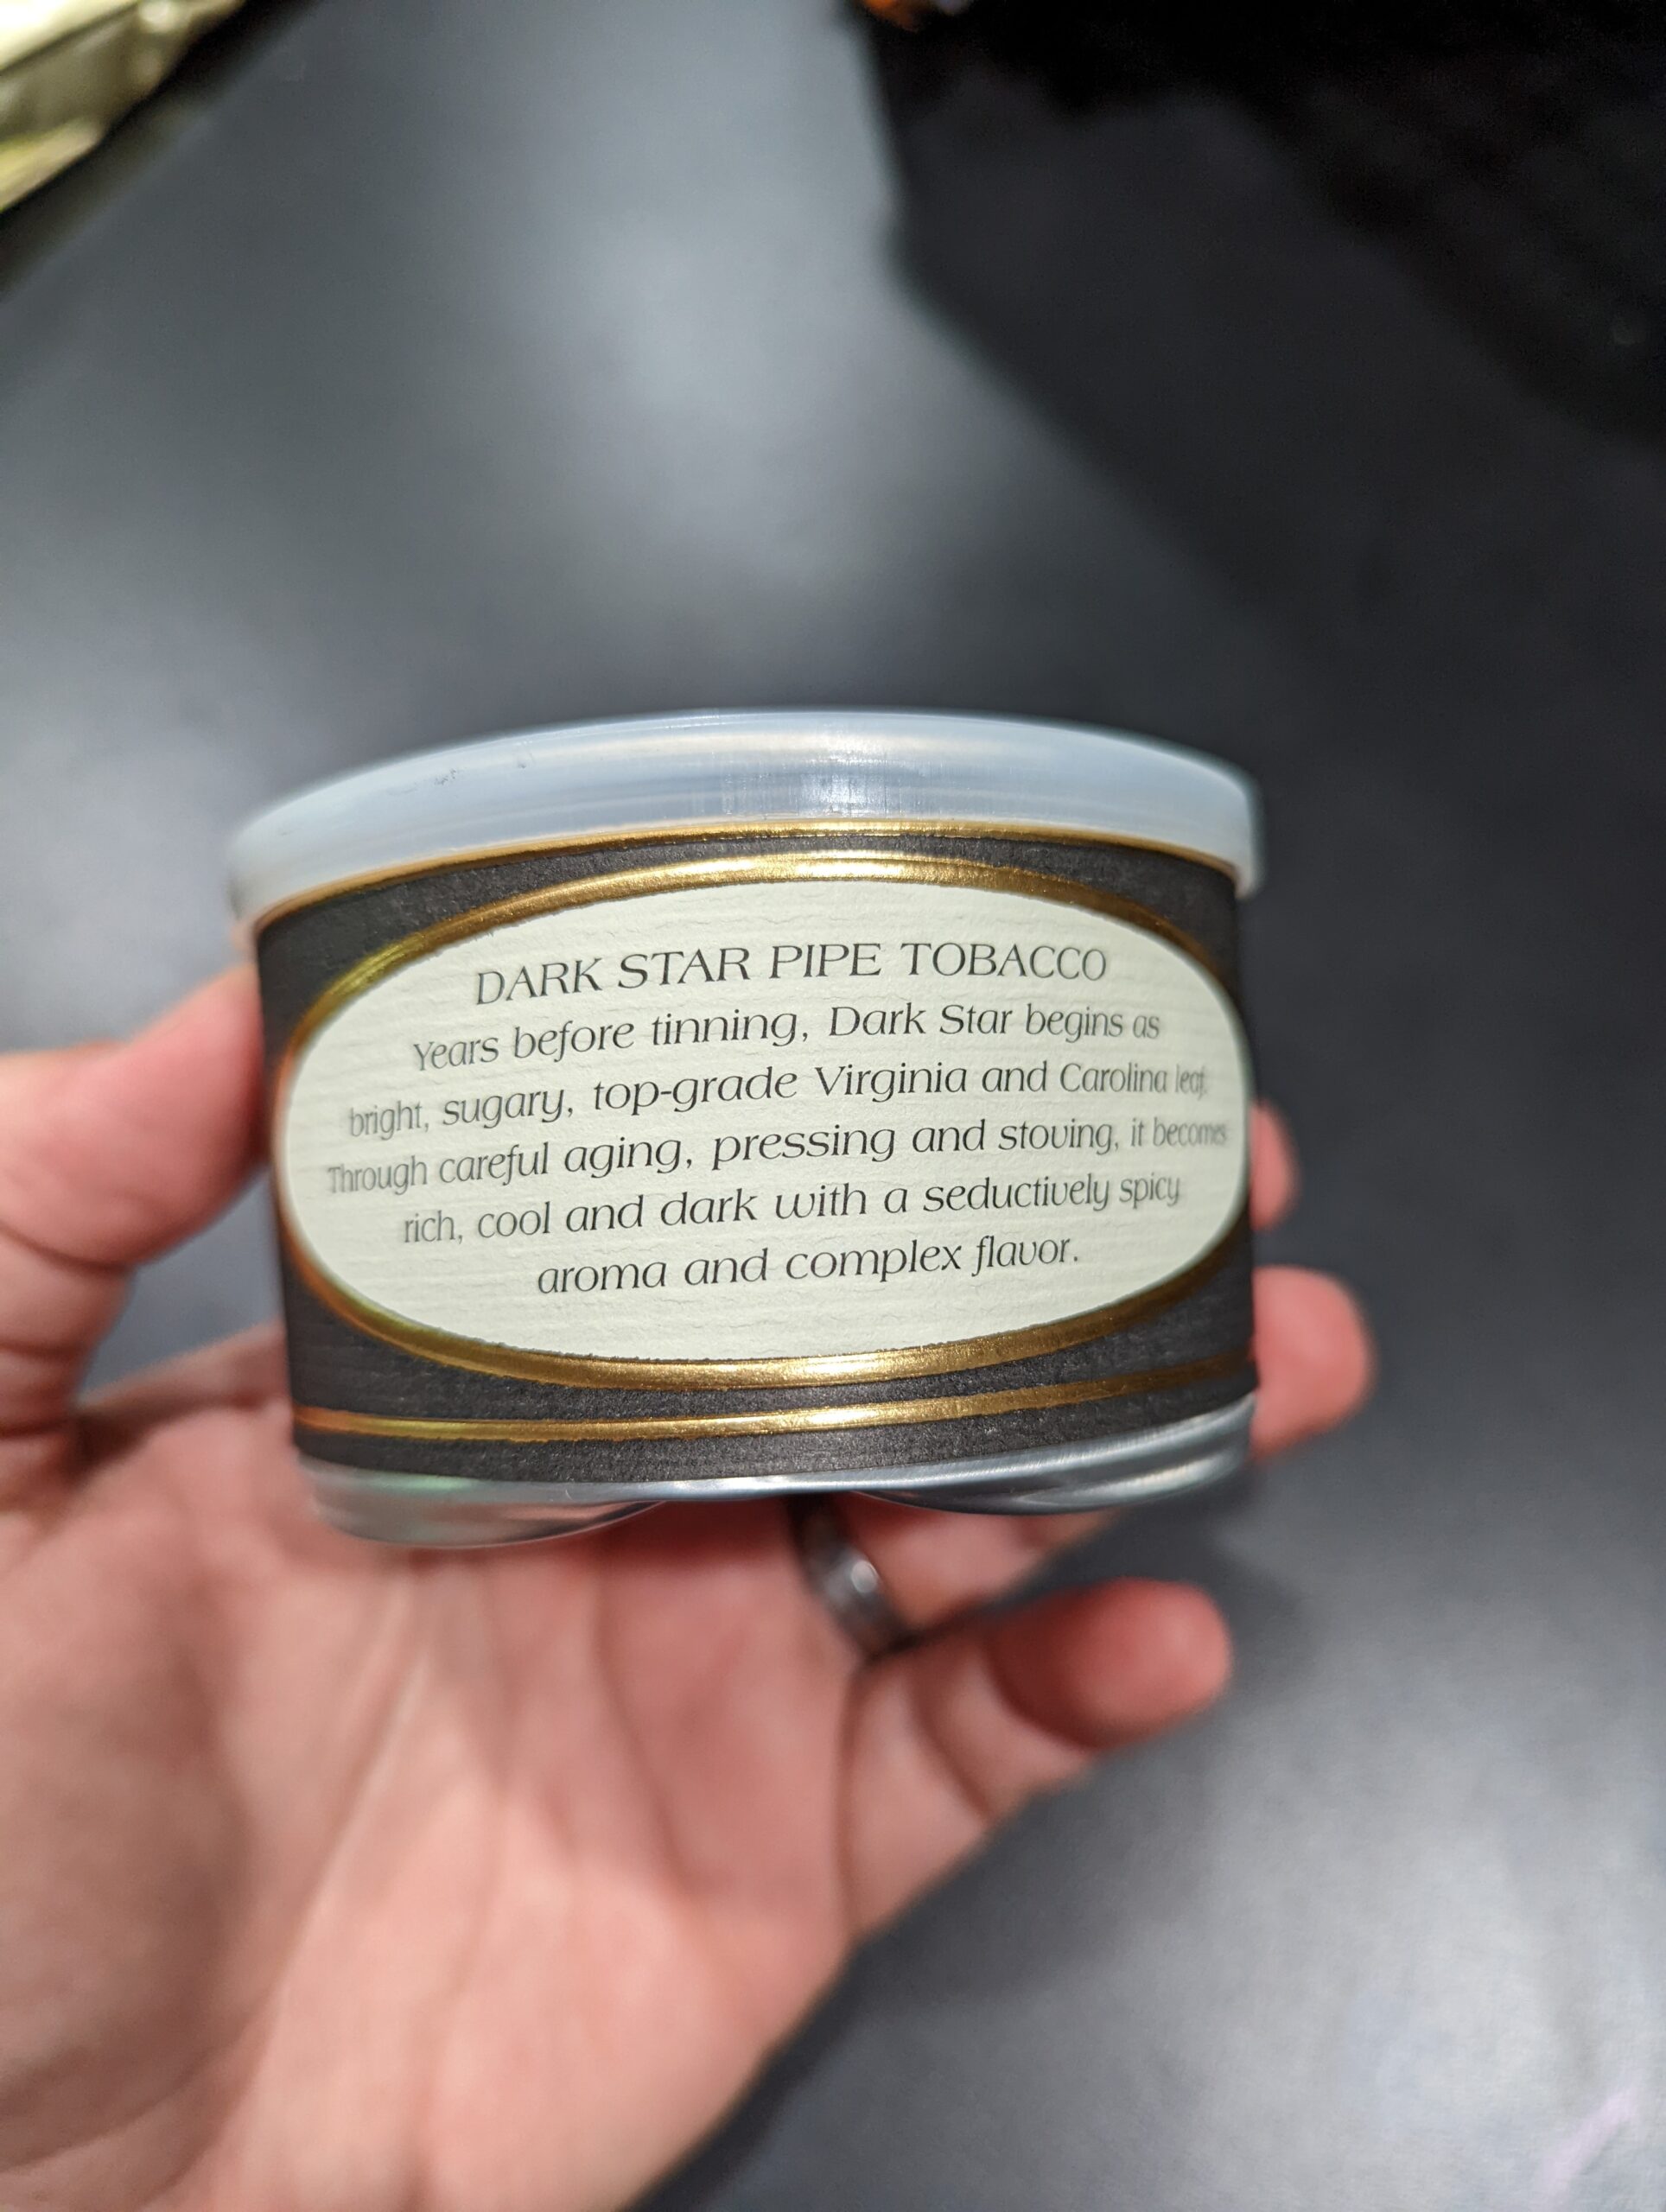 DARK STAR PIPE TOBACCO
Years before tinning, Dark Star begins as
bright, sugary, top-grade Virginia and Carolina leaf.
Through careful aging, pressing and stoving, it becomes
rich, cool and dark with a seductively spicy
aroma and complex flavor.